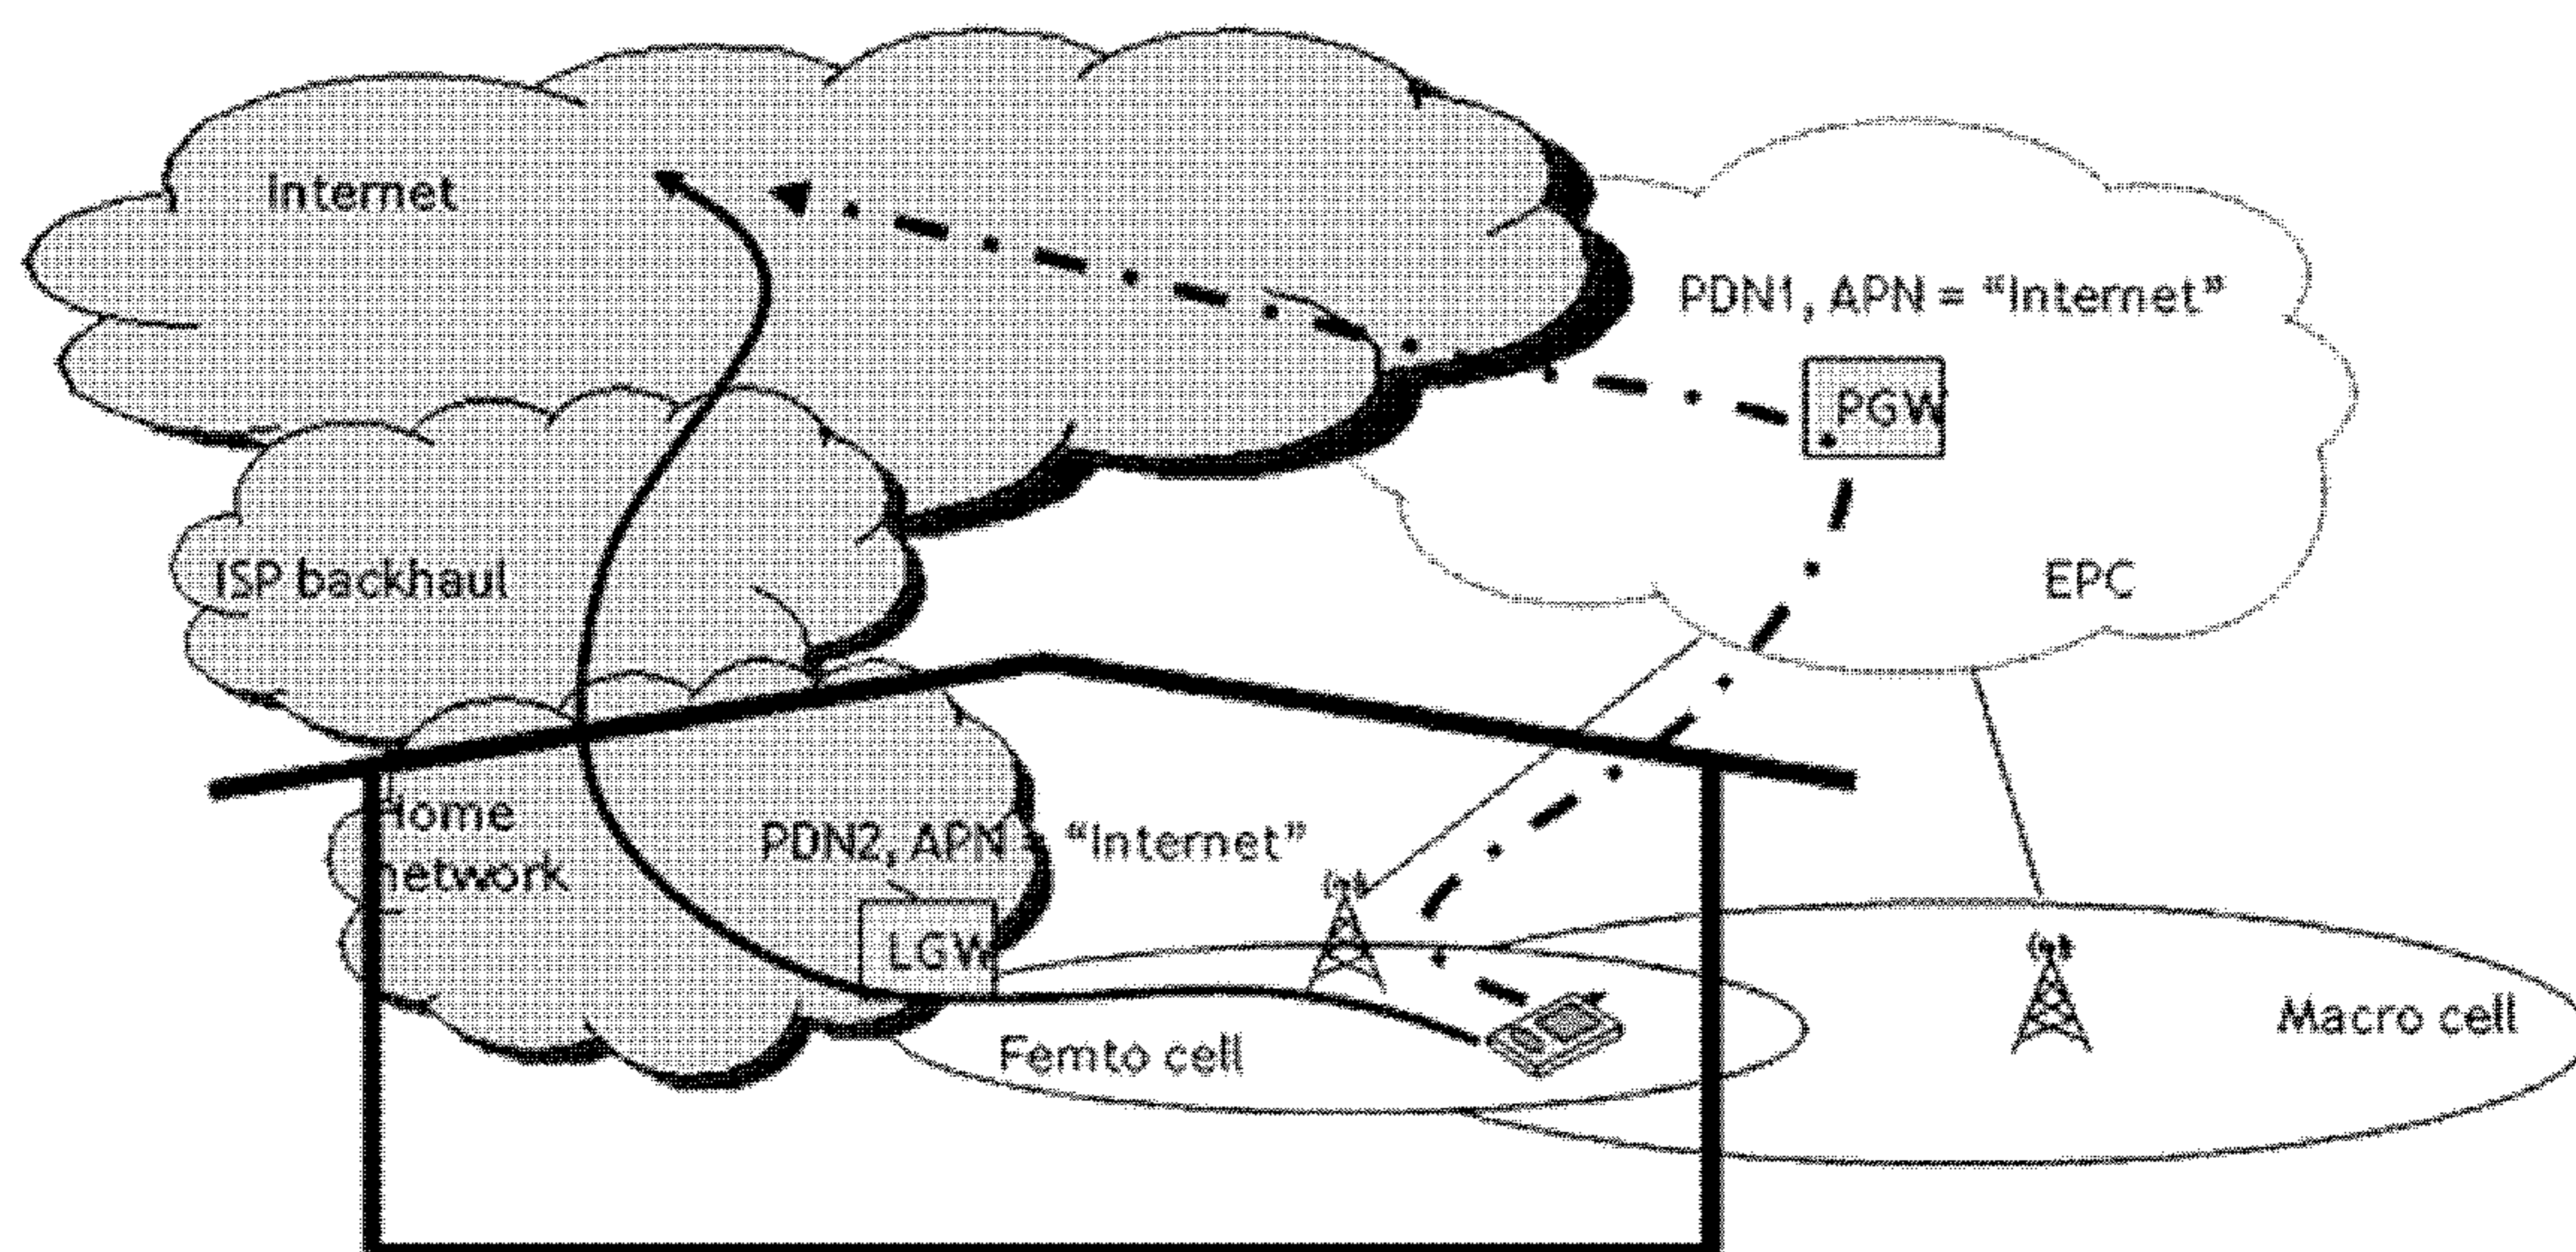 Internet
PDN1, APN = “Internet”
PGW
ISP backhaul
EPC
Home
network
PDN2, APN = “Internet”
LGW
Femto cell
Macro cell